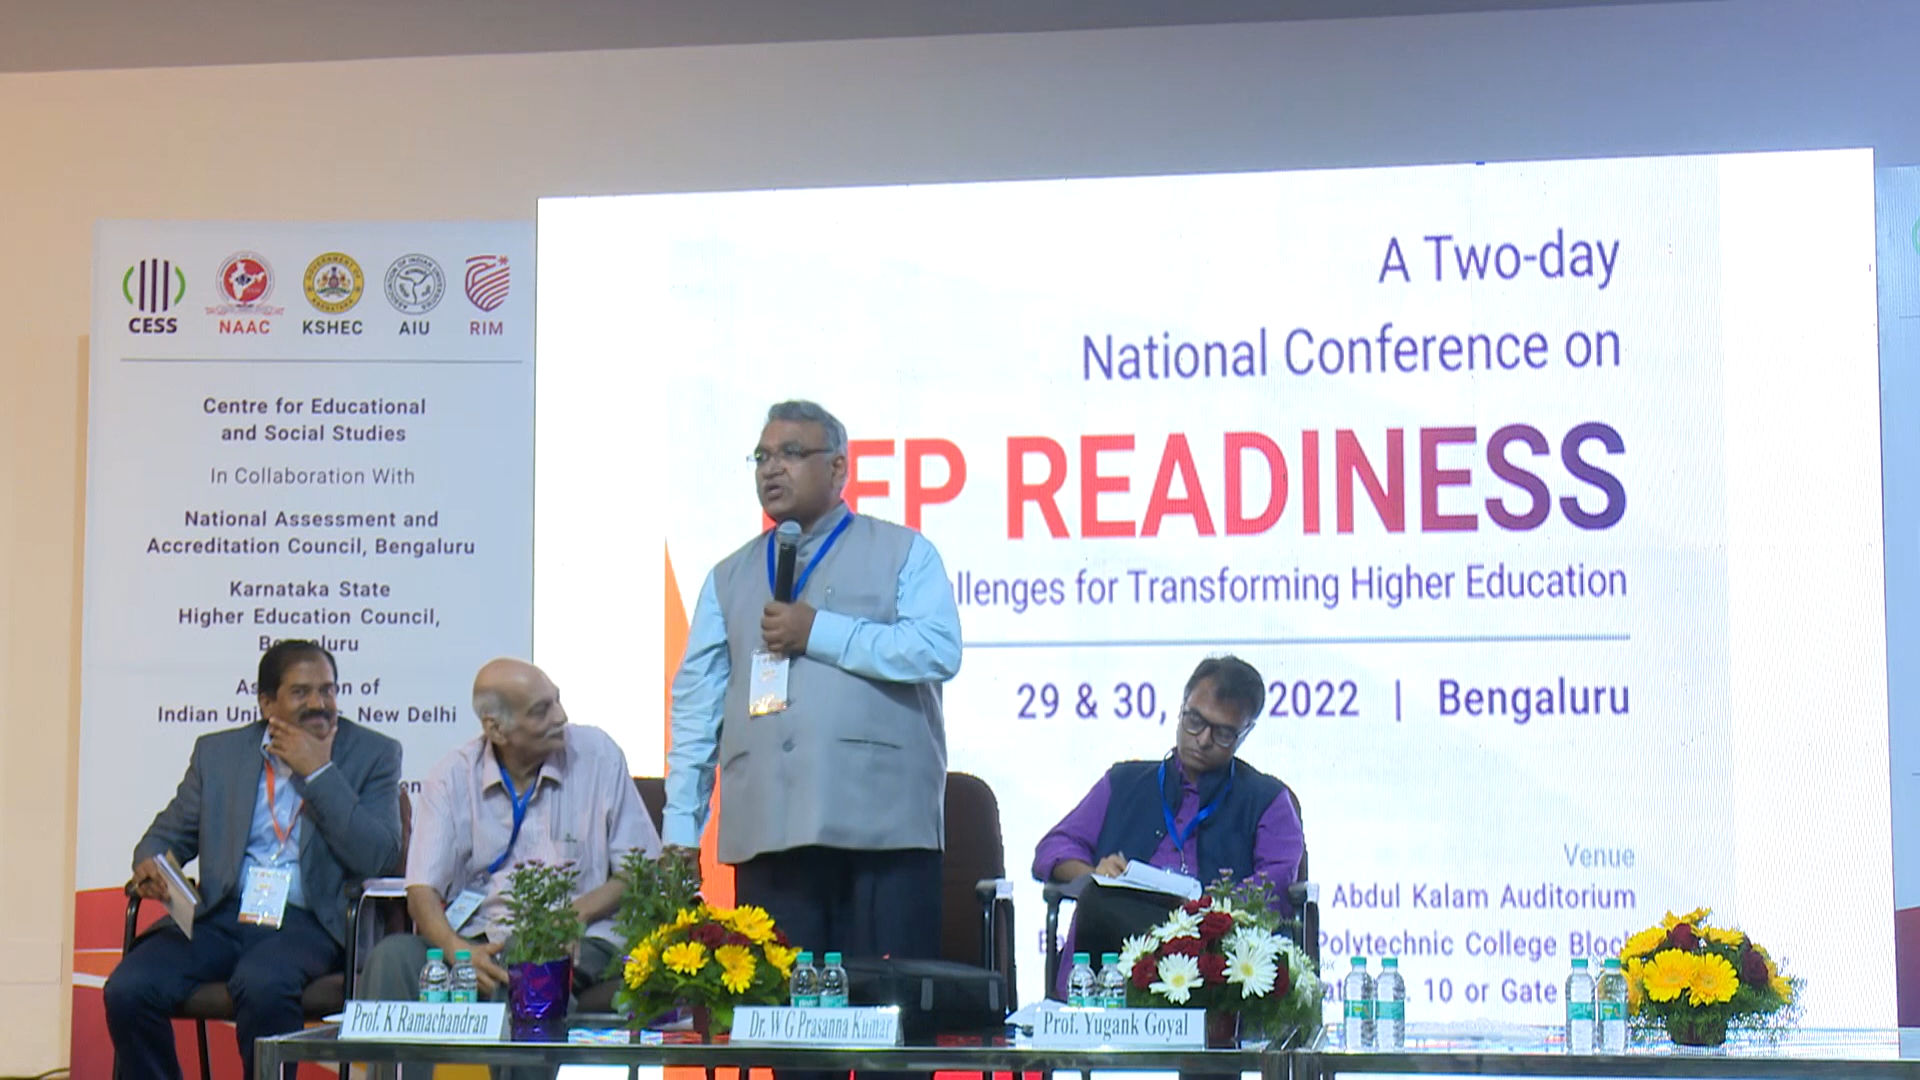 CESS
NAAC
KSHEC
AIU
RIM
Centre for Educational
and Social Studies
In Collaboration With
National Assessment and
Accreditation Council, Bengaluru
Karnataka State
Higher Education Council,
Indian New Delhi
A Two-day
National Conference on
READINESS
for Transforming Higher Education
29 & 30, 2022 | Bengaluru
Venue
Abdul Kalam Auditorium
Polytechnic College Block
10 or Gate
Prof. K Ramachandran
Dr. W G Prasanna Kumar
Prof. Yugank Goyal